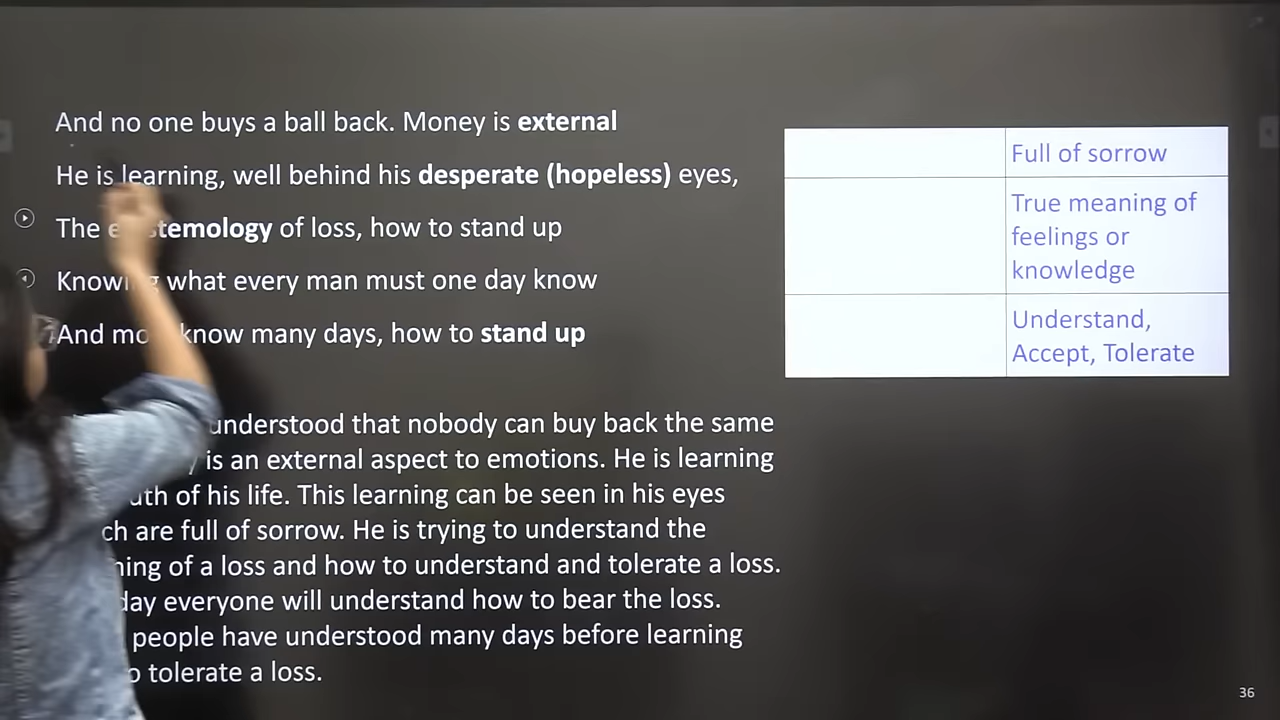 And no one buys a ball back. Money is external
He is learning, well behind his desperate (hopeless) eyes,
The of loss, how to stand up
what every man must one day know
And know many days, how to stand up
understood that nobody can buy back the same
is an external aspect to emotions. He is learning
of his life. This learning can be seen in his eyes
are full of sorrow. He is trying to understand the
of a loss and how to understand and tolerate a loss.
day everyone will understand how to bear the loss.
people have understood many days before learning
tolerate a loss.
Full of sorrow
True meaning of
feelings or
knowledge
Understand,
Accept, Tolerate
36